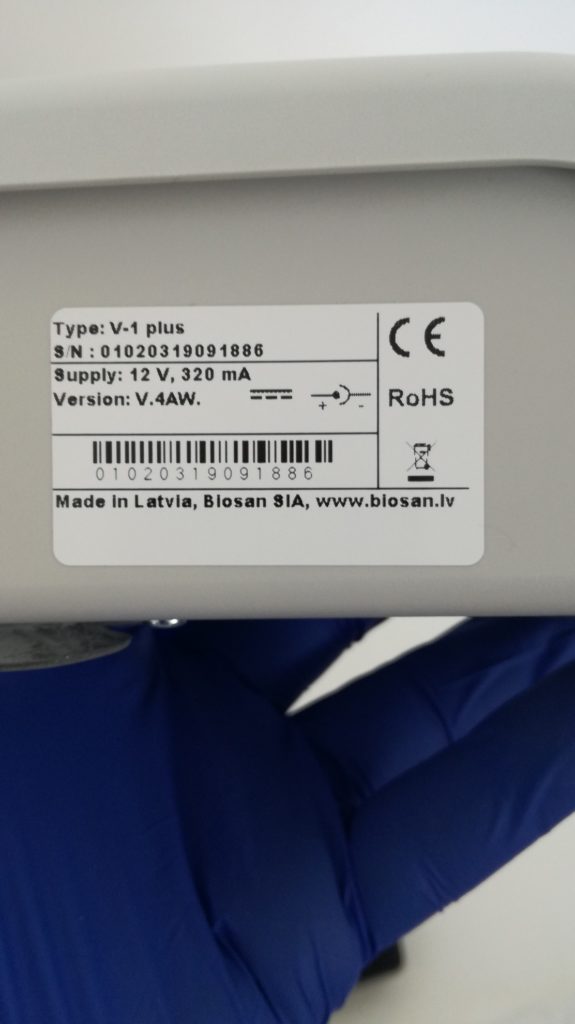 Type: V-1 plus
S/N : 01020319091886
Supply: 12 V, 320 mA
Version: V.4AW.
+ -
CE
RoHS
01020319091886
Made in Latvia, Biosan SIA, www.biosan.lv